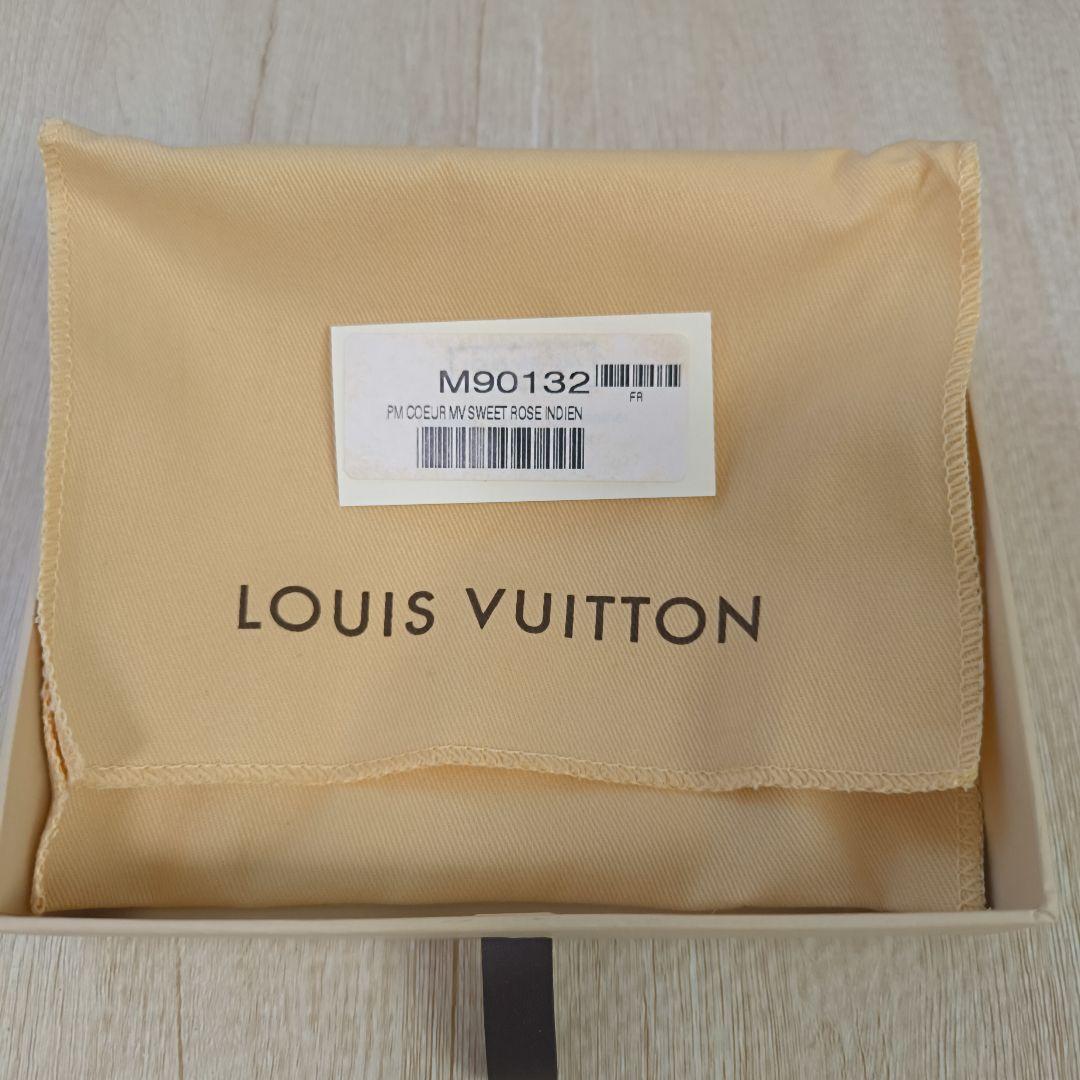 M90132
FR
PM COEUR MV SWEET ROSE INDIEN
LOUIS VUITTON